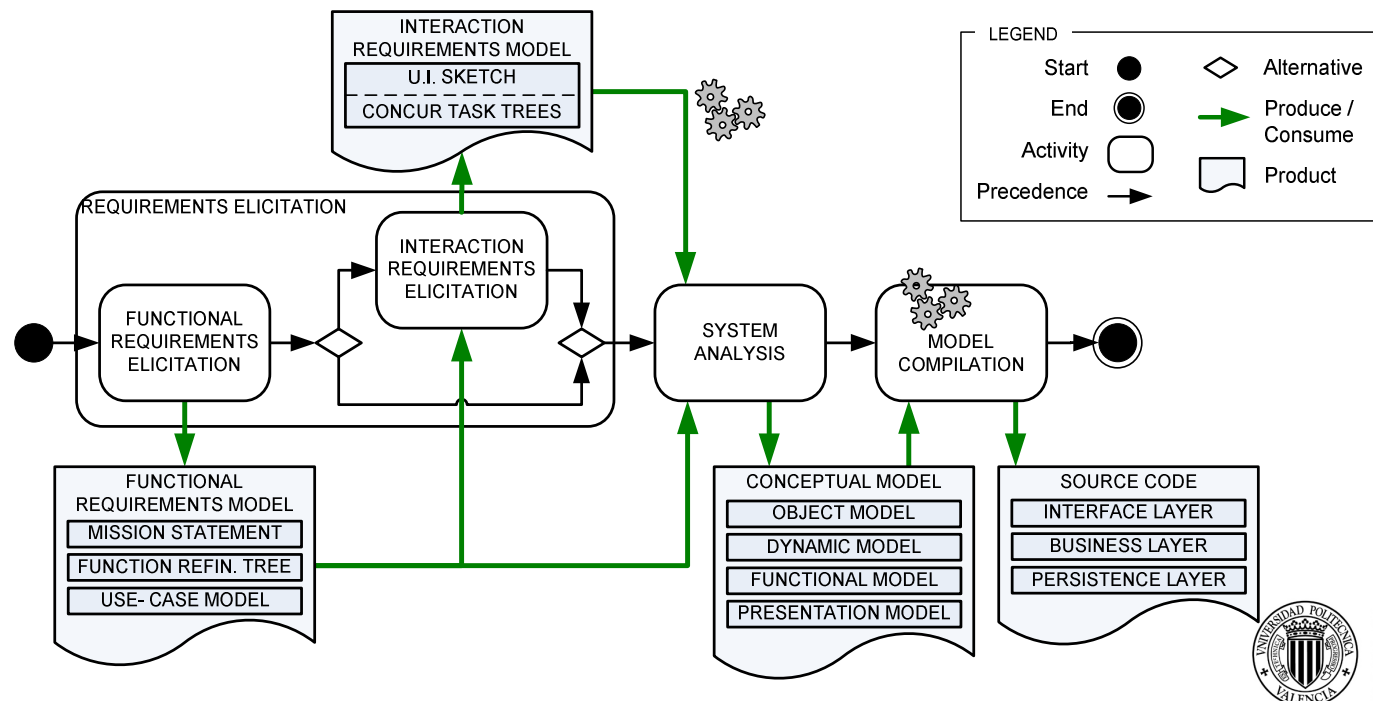 INTERACTION
REQUIREMENTS MODEL
U.I. SKETCH
CONCUR TASK TREES
LEGEND
Start
End
Activity
Precedence
Alternative
Produce /
Consume
Product
REQUIREMENTS ELICITATION
FUNCTIONAL
REQUIREMENTS
ELICITATION
INTERACTION
REQUIREMENTS
ELICITATION
SYSTEM
ANALYSIS
MODEL
COMPILATION
FUNCTIONAL
REQUIREMENTS MODEL
MISSION STATEMENT
FUNCTION REFIN. TREE
USE- CASE MODEL
CONCEPTUAL MODEL
OBJECT MODEL
DYNAMIC MODEL
FUNCTIONAL MODEL
PRESENTATION MODEL
SOURCE CODE
INTERFACE LAYER
BUSINESS LAYER
PERSISTENCE LAYER
VNIVERSIDAD POLITECNICA
VALENCIA